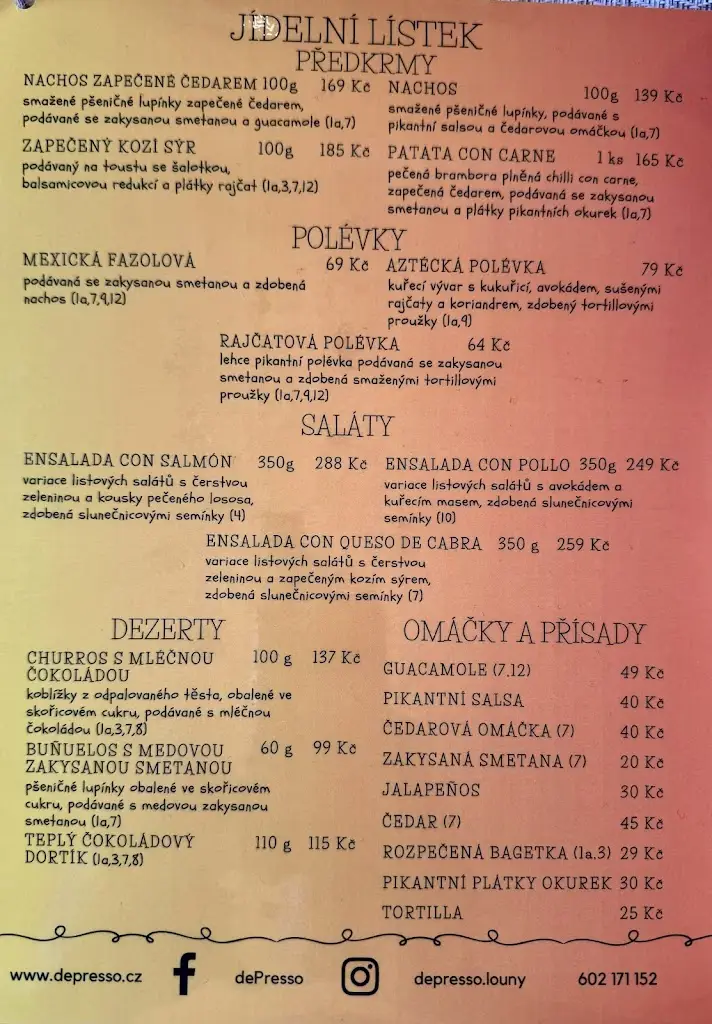 JÍDELNÍ LÍSTEK
PŘEDKRMY
NACHOS ZAPEČENÉ ČEDAREM 100g 169 Kč
smažené pšeničné lupínky zapečené čedarem,
podávané se zakysanou smetanou a guacamole (1a,7)
NACHOS 100g 139 Kč
smažené pšeničné lupínky, podávané s
pikantní salsou a čedarovou omáčkou (1a,7)
ZAPEČENÝ KOZÍ SÝR 100g 185 Kč
podávaný na toustu se šalotkou,
balsamicovou redukcí a plátky rajčat (1a,3,7,12)
PATATA CON CARNE 1 ks 165 Kč
pečená brambora plněná chilli con carne,
zapečená čedarem, podávaná se zakysanou
smetanou a plátky pikantních okurek (1a,7)
POLÉVKY
MEXICKÁ FAZOLOVÁ 69 Kč
podávaná se zakysanou smetanou a zdobená
nachos (1a,7,9,12)
AZTÉCKÁ POLÉVKA 79 Kč
kuřecí vývar s kukuřicí, avokádem, sušenými
rajčaty a koriandrem, zdobený tortillovými
proužky (1a,9)
RAJČATOVÁ POLÉVKA 64 Kč
lehce pikantní polévka podávaná se zakysanou
smetanou a zdobená smaženými tortillovými
proužky (1a,7,9,12)
SALÁTY
ENSALADA CON SALMÓN 350g 288 Kč
variace listových salátů s čerstvou
zeleninou a kousky pečeného lososa,
zdobená slunečnicovými semínky (4)
ENSALADA CON POLLO 350g 249 Kč
variace listových salátů s avokádem a
kuřecím masem, zdobená slunečnicovými
semínky (10)
ENSALADA CON QUESO DE CABRA 350 g 259 Kč
variace listových salátů s čerstvou
zeleninou a zapečeným kozím sýrem,
zdobená slunečnicovými semínky (7)
DEZERTY
CHURROS S MLÉČNOU 100 g 137 Kč
ČOKOLÁDOU
koblížky z odpalovaného těsta, obalené ve
skořicovém cukru, podávané s mléčnou
čokoládou (1a,3,7,8)
BUÑUELOS S MEDOVOU 60 g 99 Kč
ZAKYSANOU SMETANOU
pšeničné lupínky obalené ve skořicovém
cukru, podávané s medovou zakysanou
smetanou (1a,7)
TEPLÝ ČOKOLÁDOVÝ 110 g 115 Kč
DORTÍK (1a,3,7,8)
OMÁČKY A PŘÍSADY
GUACAMOLE (7.12) 49 Kč
PIKANTNÍ SALSA 40 Kč
ČEDAROVÁ OMÁČKA (7) 40 Kč
ZAKYSANÁ SMETANA (7) 20 Kč
JALAPEÑOS 30 Kč
ČEDAR (7) 45 Kč
ROZPEČENÁ BAGETKA (1a.3) 29 Kč
PIKANTNÍ PLÁTKY OKUREK 30 Kč
TORTILLA 25 Kč
www.depresso.cz dePresso depresso.louny 602 171 152